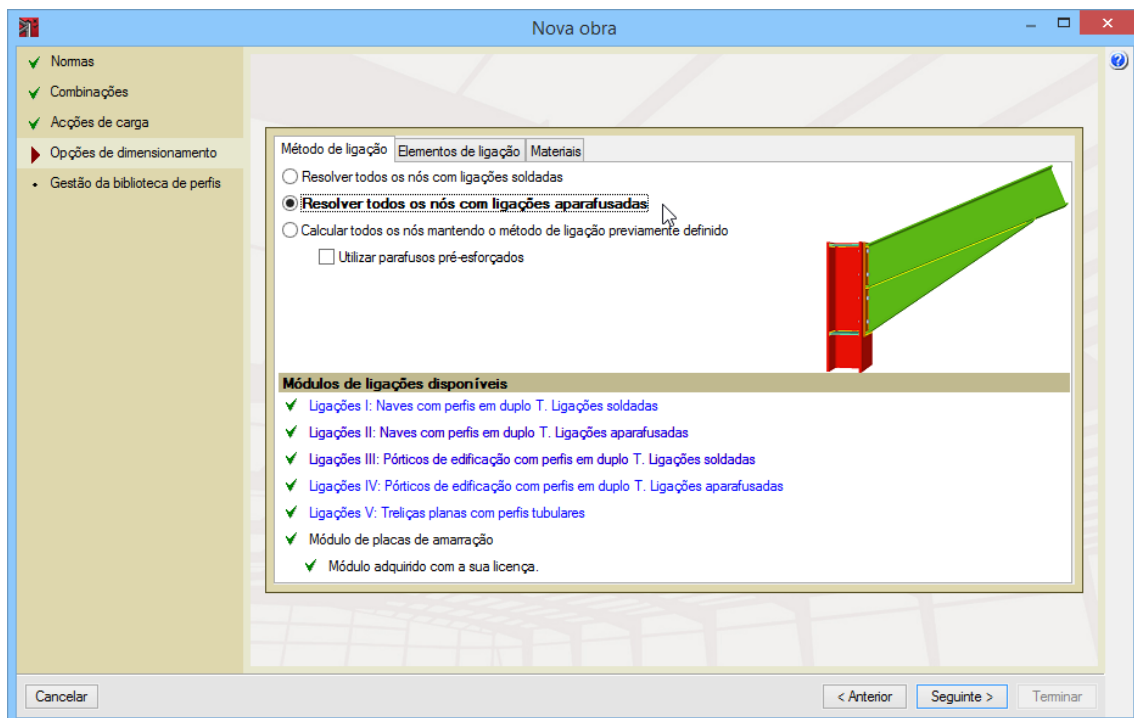 Nova obra
Normas
Combinações
Acções de carga
Opções de dimensionamento
Gestão da biblioteca de perfis
Método de ligação Elementos de ligação Materiais
Resolver todos os nós com ligações soldadas
Resolver todos os nós com ligações aparafusadas
Calcular todos os nós mantendo o método de ligação previamente definido
Utilizar parafusos pré-esforçados
Módulos de ligações disponíveis
Ligações I: Naves com perfis em duplo T. Ligações soldadas
Ligações II: Naves com perfis em duplo T. Ligações aparafusadas
Ligações III: Pórticos de edificação com perfis em duplo T. Ligações soldadas
Ligações IV: Pórticos de edificação com perfis em duplo T. Ligações aparafusadas
Ligações V: Treliças planas com perfis tubulares
Módulo de placas de amarração
Módulo adquirido com a sua licença.
Cancelar < Anterior Seguinte > Terminar